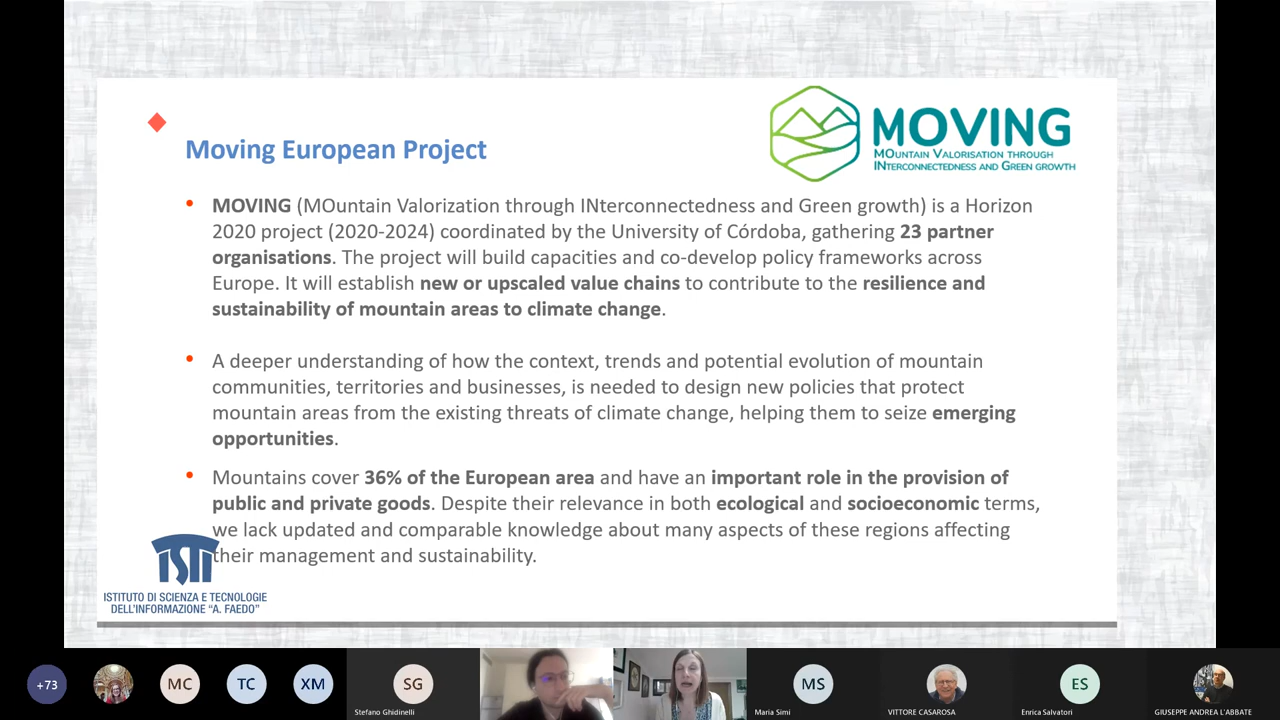 MOVING
MOuntain Valorisation through
INterconnectedness and Green growth
Moving European Project
MOVING (MOuntain Valorization through INterconnectedness and Green growth) is a Horizon
2020 project (2020-2024) coordinated by the University of Córdoba, gathering 23 partner
organisations. The project will build capacities and co-develop policy frameworks across
Europe. It will establish new or upscaled value chains to contribute to the resilience and
sustainability of mountain areas to climate change.
A deeper understanding of how the context, trends and potential evolution of mountain
communities, territories and businesses, is needed to design new policies that protect
mountain areas from the existing threats of climate change, helping them to seize emerging
opportunities.
Mountains cover 36% of the European area and have an important role in the provision of
public and private goods. Despite their relevance in both ecological and socioeconomic terms,
we lack updated and comparable knowledge about many aspects of these regions affecting
their management and sustainability.
ISTI
ISTITUTO DI SCIENZA E TECNOLOGIE
DELL'INFORMAZIONE "A. FAEDO"
+73
MC
TC
XM
SG
Stefano Ghidinelli
MS
Maria Simi
VITTORE CASAROSA
ES
Enrica Salvatori
GIUSEPPE ANDREA L'ABBATE